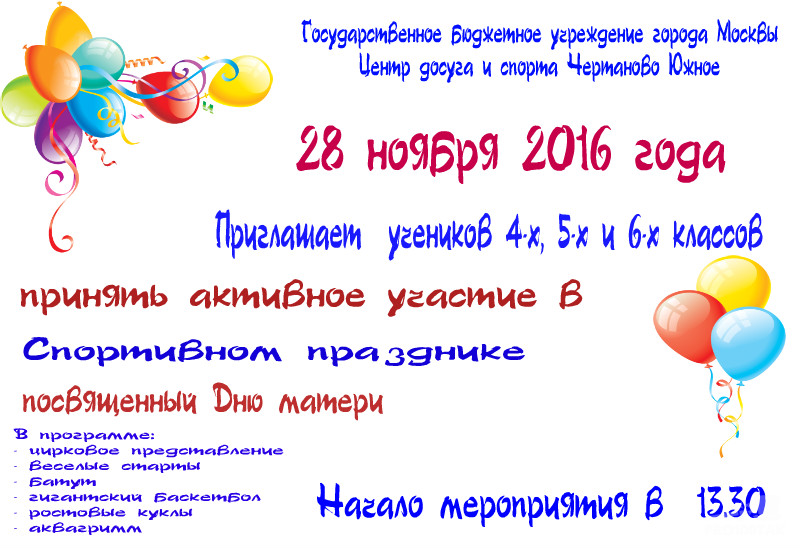 Государственное бюджетное учреждение города Москвы
Центр досуга и спорта Чертаново Южное
28 ноября 2016 года
Приглашает учеников 4-х, 5-х и 6-х классов
принять активное участие в
Спортивном празднике
посвященный Дню матери
В программе:
- цирковое представление
- веселые старты
- батут
- гигантский баскетбол
- ростовые куклы
- аквагримм
Начало мероприятия в 13.30